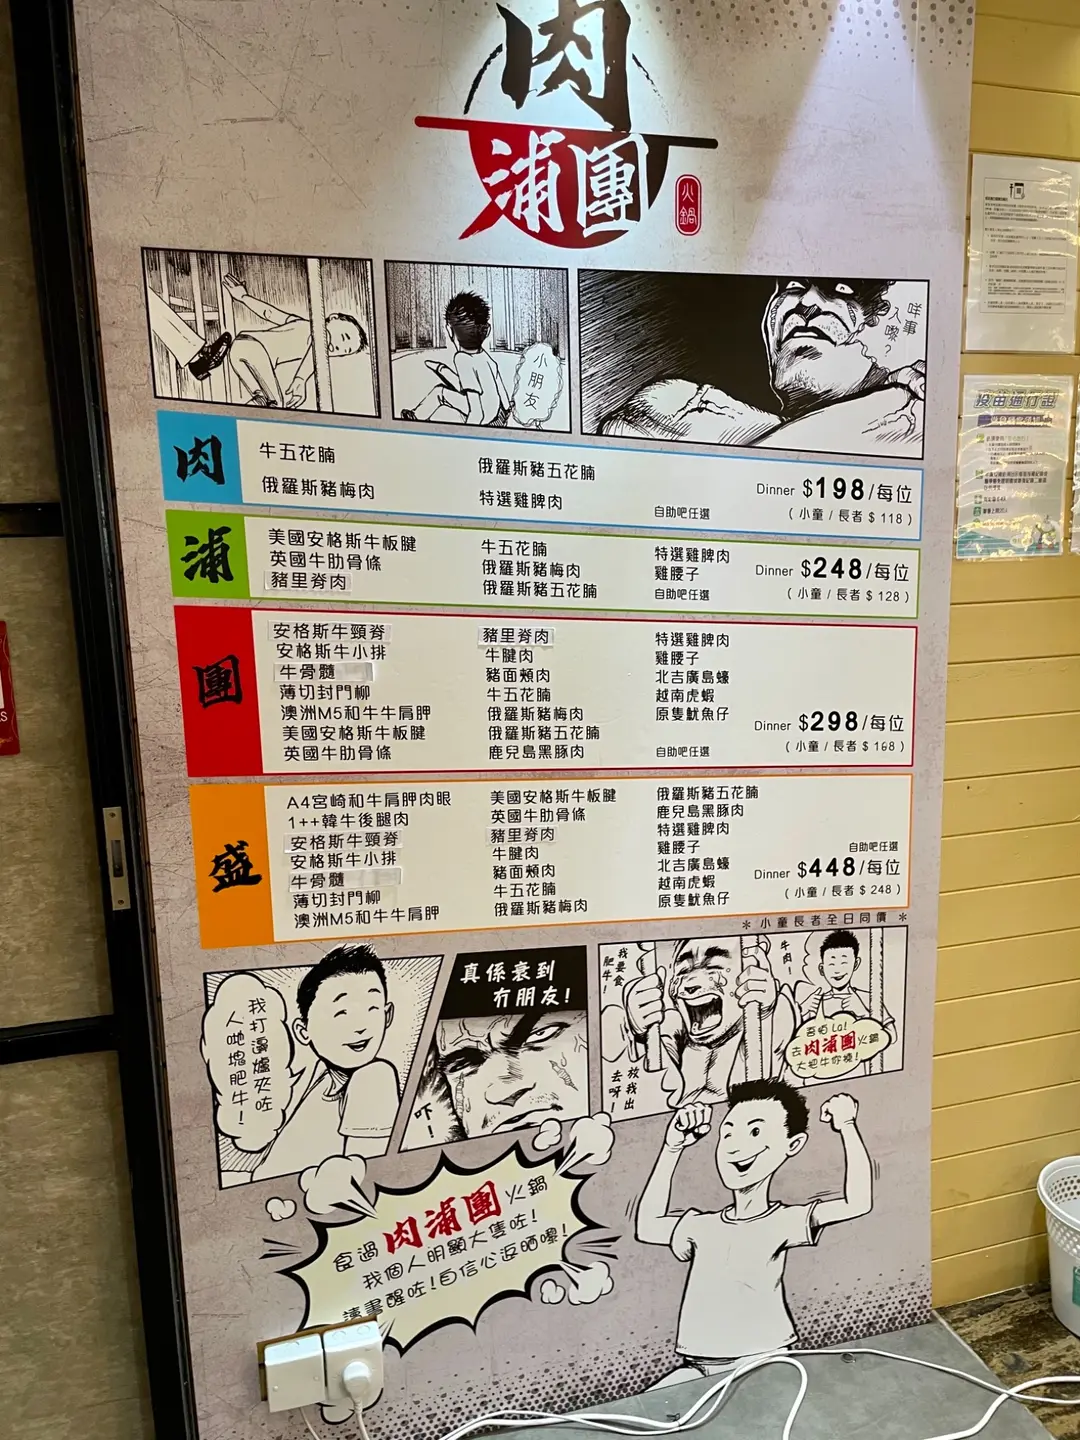 肉
浦團
火鍋
小朋友
咩事
入嚟？
肉
牛五花腩
俄羅斯豬梅肉
俄羅斯豬五花腩
特選雞脾肉
自助吧任選
Dinner $198/每位
(小童 / 長者 $118)
浦
美國安格斯牛板腱
英國牛肋骨條
豬里脊肉
牛五花腩
俄羅斯豬梅肉
俄羅斯豬五花腩
特選雞脾肉
雞腰子
自助吧任選
Dinner $248/每位
(小童 / 長者 $128)
團
安格斯牛頸脊
安格斯牛小排
牛骨髓
薄切封門柳
澳洲M5和牛牛肩胛
美國安格斯牛板腱
英國牛肋骨條
豬里脊肉
牛腱肉
豬面頰肉
牛五花腩
俄羅斯豬梅肉
俄羅斯豬五花腩
鹿兒島黑豚肉
特選雞脾肉
雞腰子
北吉廣島蠔
越南虎蝦
原隻魷魚仔
自助吧任選
Dinner $298/每位
(小童 / 長者 $168)
盛
A4宮崎和牛肩胛肉眼
1++韓牛後腿肉
安格斯牛頸脊
安格斯牛小排
牛骨髓
薄切封門柳
澳洲M5和牛牛肩胛
美國安格斯牛板腱
英國牛肋骨條
豬里脊肉
牛腱肉
豬面頰肉
牛五花腩
俄羅斯豬梅肉
俄羅斯豬五花腩
鹿兒島黑豚肉
特選雞脾肉
雞腰子
北吉廣島蠔
越南虎蝦
原隻魷魚仔
自助吧任選
Dinner $448/每位
(小童 / 長者 $248)
＊小童長者全日同價＊
我打邊爐夾咗
人哋嚿肥牛！
真係衰到
冇朋友！
吓！
我要食
肥牛！
放我出
去呀！
牛肉！
吾怕La！
去肉浦團火鍋
大把牛你揀！
食過肉浦團火鍋
我個人明顯大隻咗！
讀書醒咗！自信心返晒嚟！
疫苗通行證